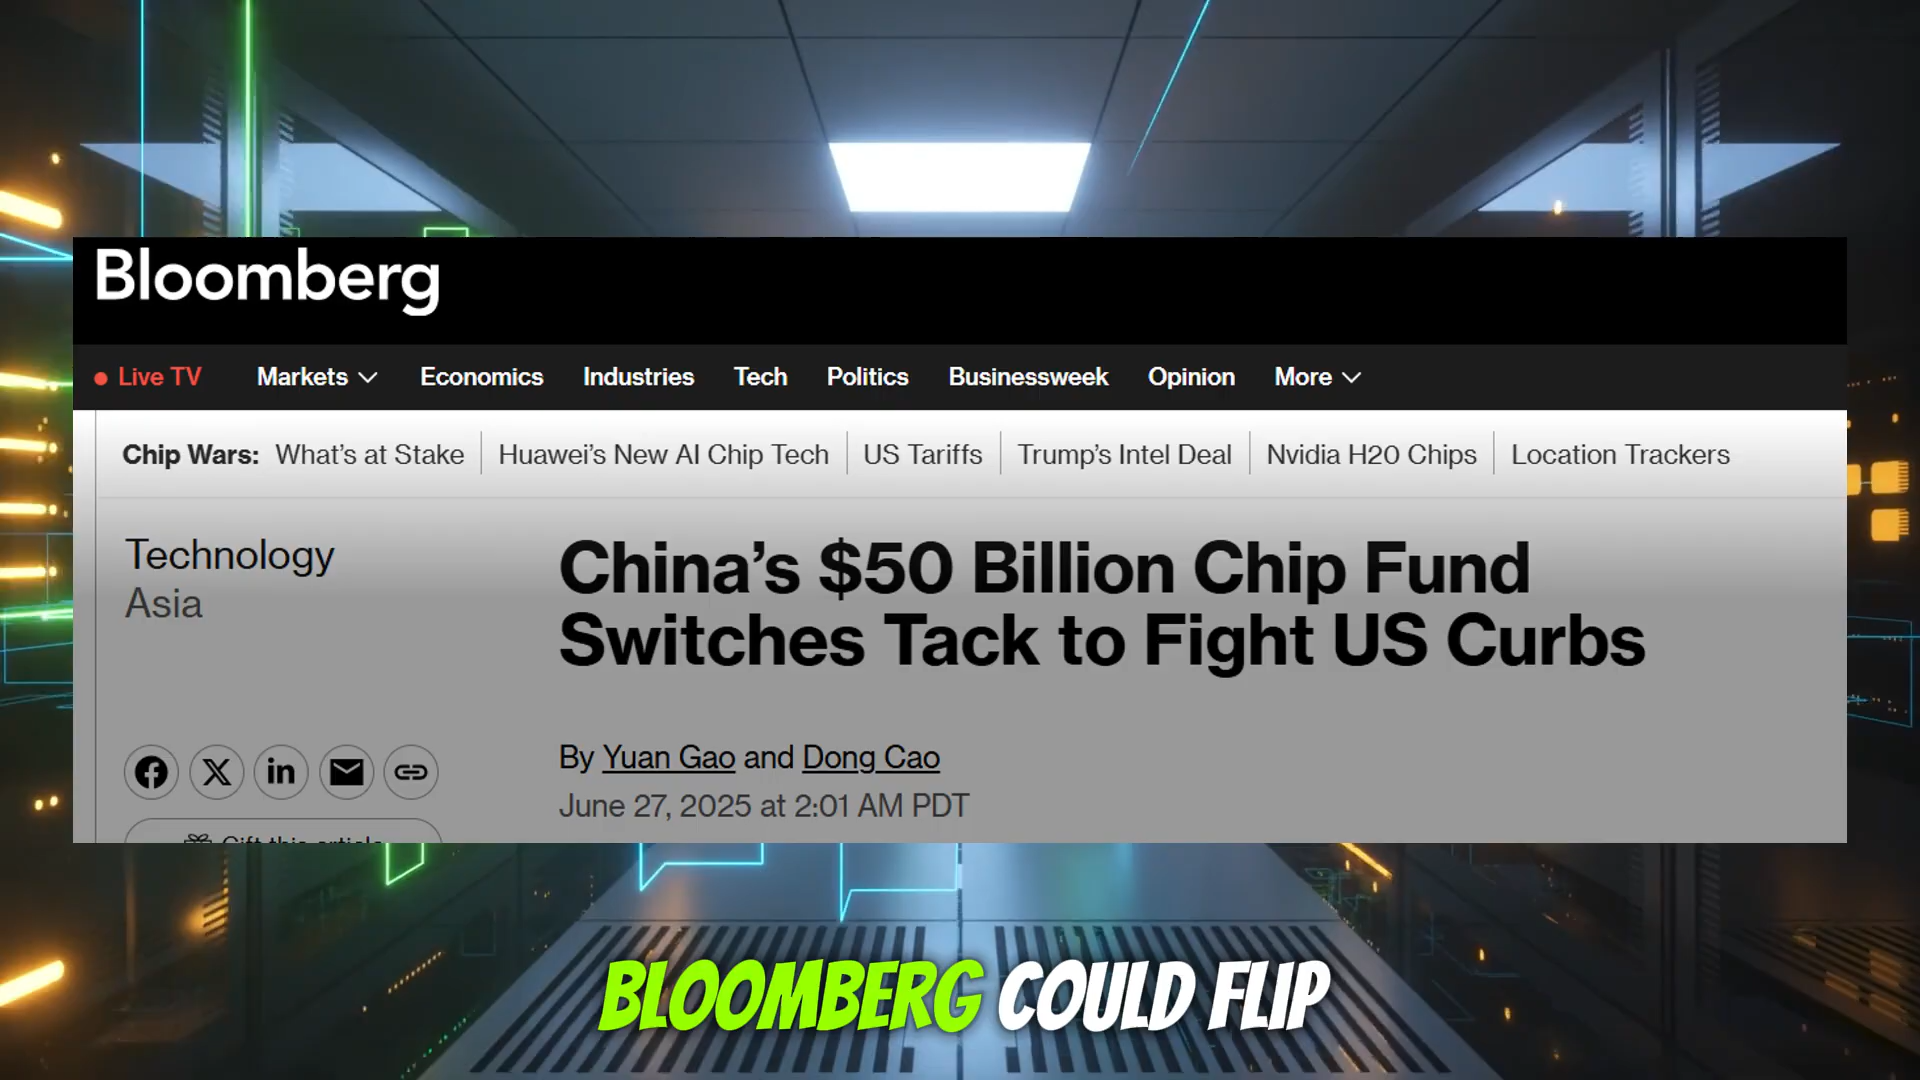 Bloomberg
Live TV Markets Economics Industries Tech Politics Businessweek Opinion More
Chip Wars: What's at Stake Huawei's New AI Chip Tech US Tariffs Trump's Intel Deal Nvidia H20 Chips Location Trackers
Technology
Asia
China's $50 Billion Chip Fund
Switches Tack to Fight US Curbs
By Yuan Gao and Dong Cao
June 27, 2025 at 2:01 AM PDT
Gift this article
BLOOMBERG COULD FLIP